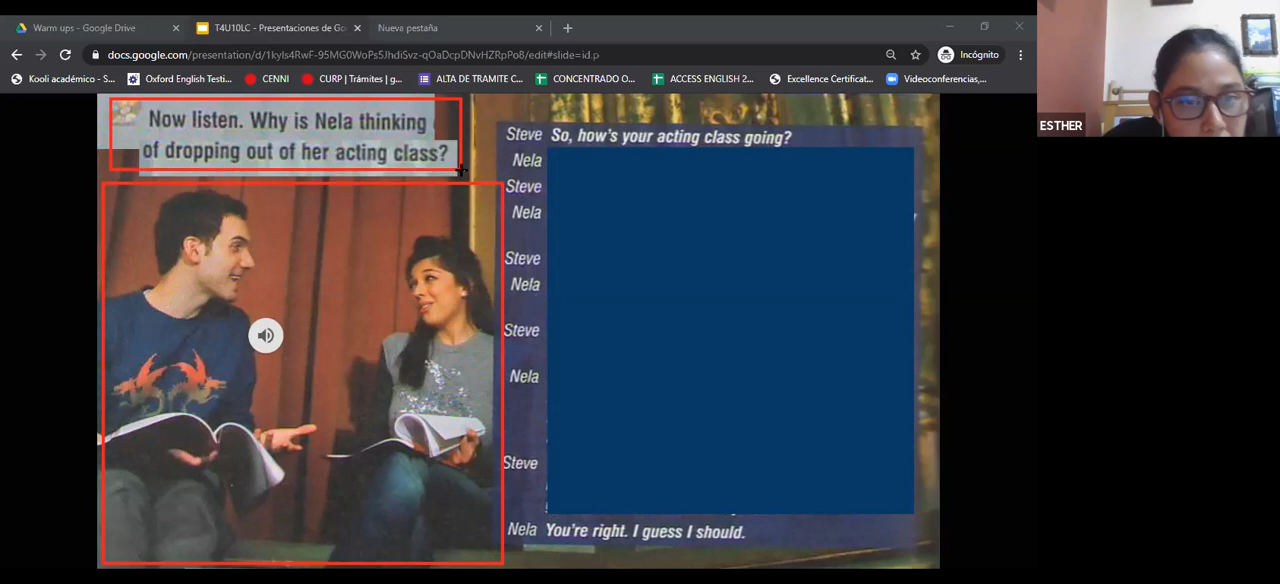 Warm ups - Google Drive
T4U10LC - Presentaciones de Go
Nueva pestaña
docs.google.com/presentation/d/1kyIs4RwF-95MG0WoPs5JhdiSvz-qOaDcpDNvHZRpPo8/edit#slide=id.p
Incógnito
Kooli académico - S...
Oxford English Testi...
CENNI
CURP | Trámites | g...
ALTA DE TRAMITE C...
CONCENTRADO O...
ACCESS ENGLISH 2...
Excellence Certificat...
Videoconferencias,...
ESTHER
Now listen. Why is Nela thinking
of dropping out of her acting class?
Steve So, how's your acting class going?
Nela
Steve
Nela
Steve
Nela
Steve
Nela
Steve
Nela You're right. I guess I should.